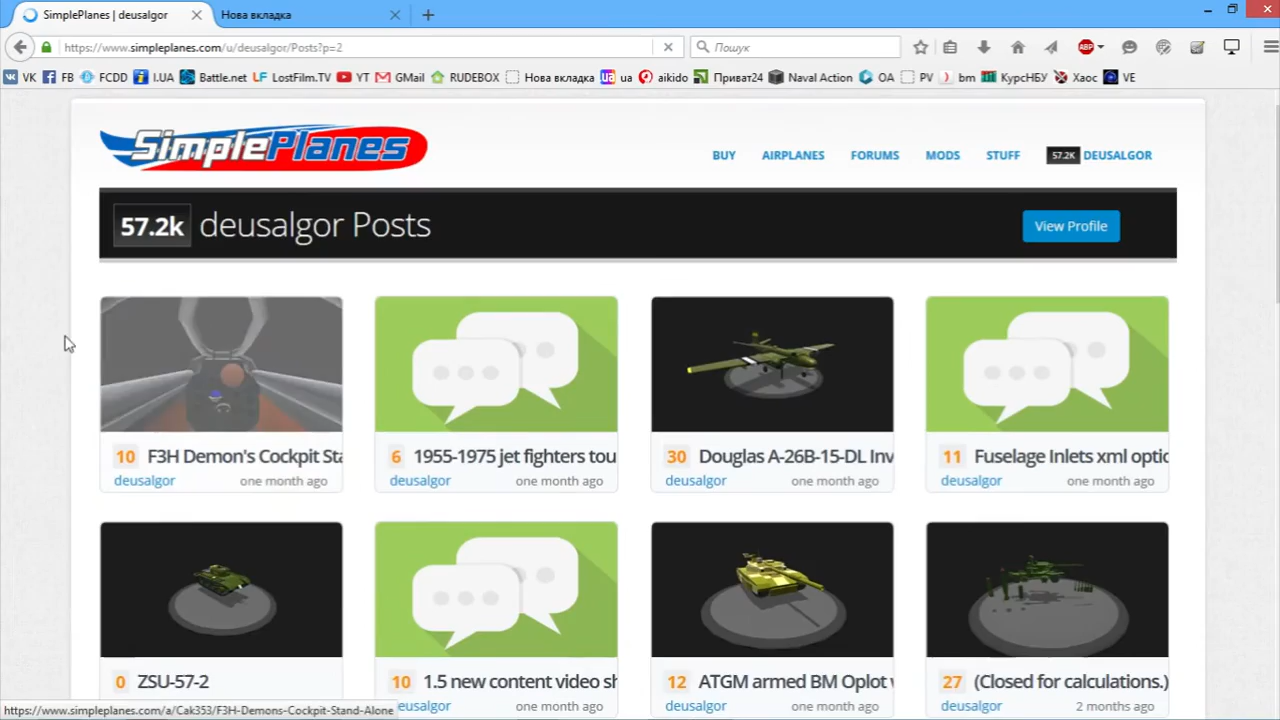 SimplePlanes | deusalgor
Нова вкладка
https://www.simpleplanes.com/u/deusalgor/Posts?p=2
Пошук
ABP
VK FB FCDD I.UA Battle.net LostFilm.TV YT GMail RUDEBOX Нова вкладка ua aikido Приват24 Naval Action OA PV bm КурсНБУ Хаос VE
SimplePlanes
BUY AIRPLANES FORUMS MODS STUFF 57.2K DEUSALGOR
57.2k deusalgor Posts
View Profile
10 F3H Demon's Cockpit Sta
deusalgor one month ago
6 1955-1975 jet fighters tou
deusalgor one month ago
30 Douglas A-26B-15-DL Inv
deusalgor one month ago
11 Fuselage Inlets xml optio
deusalgor one month ago
0 ZSU-57-2
10 1.5 new content video sh
deusalgor one month ago
12 ATGM armed BM Oplot w
deusalgor one month ago
27 (Closed for calculations.)
deusalgor 2 months ago
https://www.simpleplanes.com/a/Cak353/F3H-Demons-Cockpit-Stand-Alone